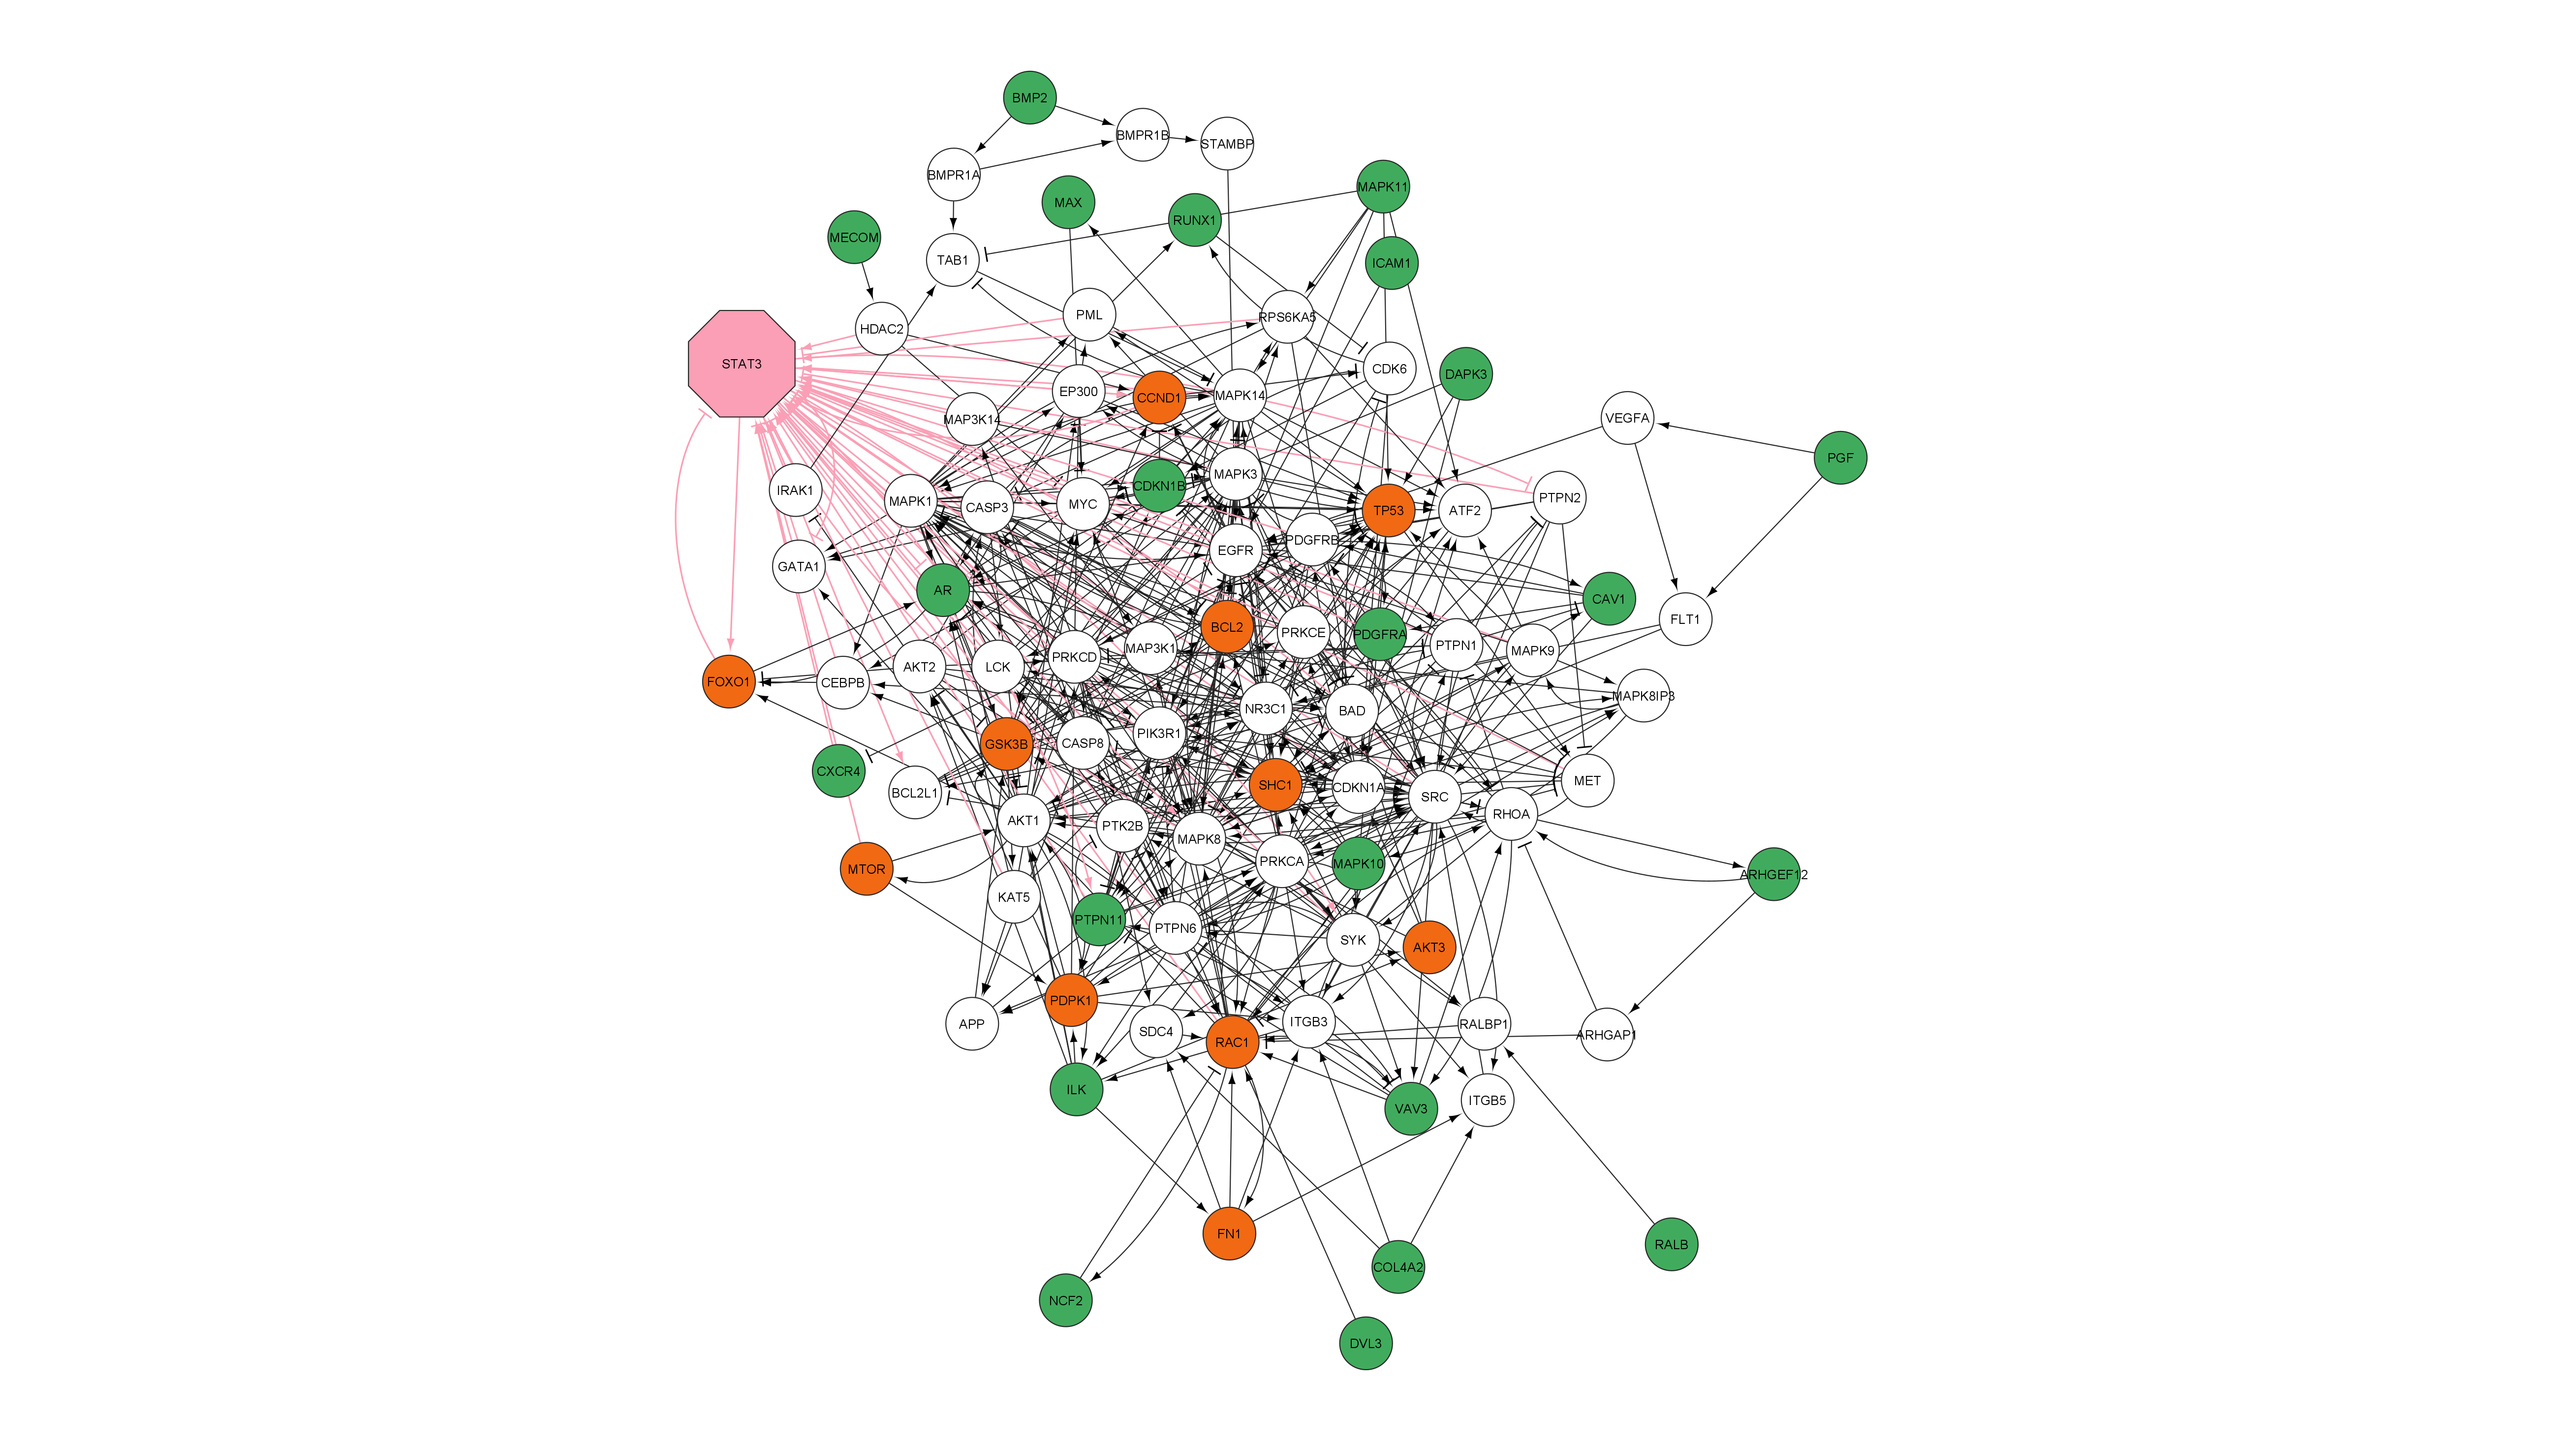 BMP2
BMPR1B
STAMBP
BMPR1A
MAPK11
MAX
RUNX1
MECOM
TAB1
ICAM1
PML
RPS6KA5
HDAC2
STAT3
CDK6
DAPK3
EP300
CCND1
MAPK14
MAP3K14
VEGFA
PGF
MAPK3
CDKN1B
IRAK1
MAPK1
CASP3
MYC
TP53
ATF2
PTPN2
EGFR
PDGFRB
GATA1
AR
CAV1
FLT1
BCL2
PRKCE
PDGFRA
PTPN1
MAPK9
MAP3K1
PRKCD
LCK
AKT2
CEBPB
FOXO1
MAPK8IP3
NR3C1
BAD
PIK3R1
CASP8
GSK3B
CXCR4
BCL2L1
SHC1
CDKN1A
SRC
MET
RHOA
AKT1
PTK2B
MAPK8
PRKCA
MAPK10
MTOR
ARHGEF12
KAT5
PTPN11
PTPN6
SYK
AKT3
PDPK1
APP
SDC4
RAC1
ITGB3
RALBP1
ARHGAP1
ILK
VAV3
ITGB5
FN1
RALB
COL4A2
NCF2
DVL3